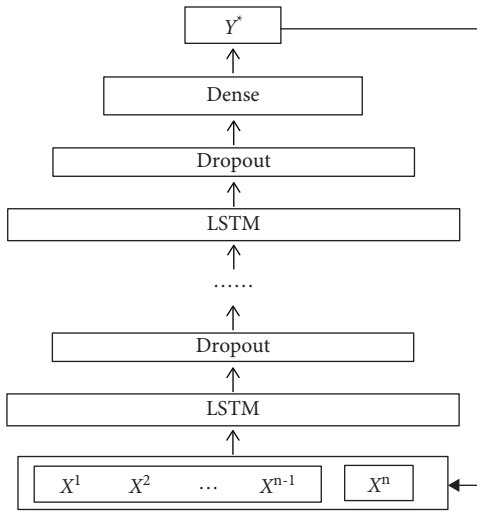 Y*
Dense
Dropout
LSTM
......
Dropout
LSTM
X¹ X² ... Xⁿ⁻¹ Xⁿ